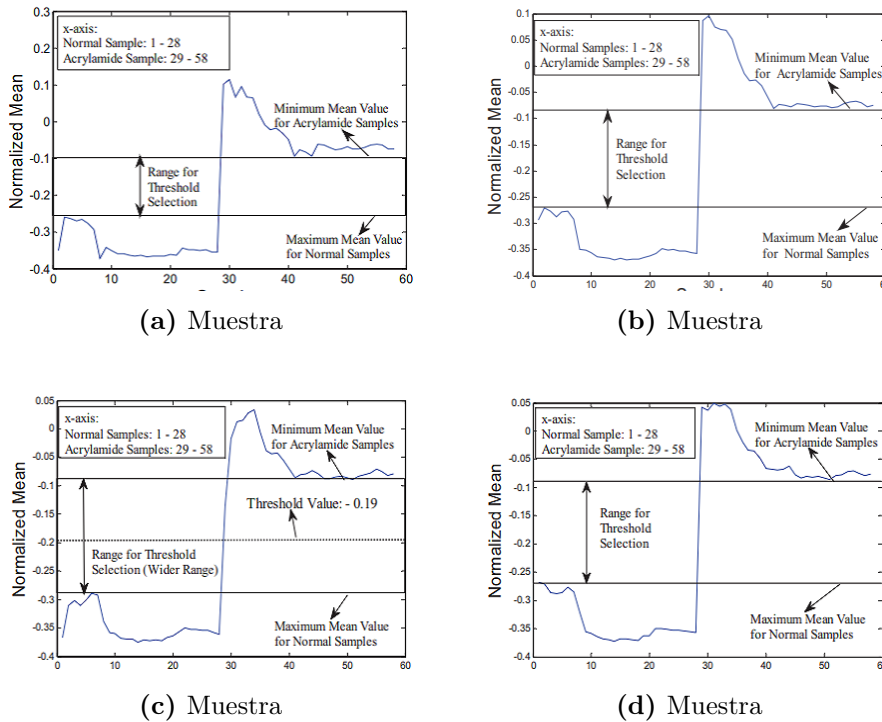 0.3
0.2
0.1
0
-0.1
-0.2
-0.3
-0.4
Normalized Mean
x-axis:
Normal Sample: 1 - 28
Acrylamide Sample: 29 - 58
Minimum Mean Value
for Acrylamide Samples
Range for
Threshold
Selection
Maximum Mean Value
for Normal Samples
0 10 20 30 40 50 60
(a) Muestra
0.1
0.05
0
-0.05
-0.1
-0.15
-0.2
-0.25
-0.3
-0.35
-0.4
Normalized Mean
x-axis:
Normal Sample: 1 - 28
Acrylamide Samples: 29 - 58
Minimum Mean Value
for Acrylamide Samples
Range for
Threshold
Selection
Maximum Mean Value
for Normal Samples
0 10 20 30 40 50 60
(b) Muestra
0.05
0
-0.05
-0.1
-0.15
-0.2
-0.25
-0.3
-0.35
-0.4
Normalized Mean
x-axis:
Normal Samples: 1 - 28
Acrylamide Samples: 29 - 58
Minimum Mean Value
for Acrylamide Samples
Threshold Value: - 0.19
Range for Threshold
Selection (Wider Range)
Maximum Mean Value
for Normal Samples
0 10 20 30 40 50 60
(c) Muestra
0.05
0
-0.05
-0.1
-0.15
-0.2
-0.25
-0.3
-0.35
-0.4
Normalized Mean
x-axis:
Normal Sample: 1 - 28
Acrylamide Samples: 29 - 58
Minimum Mean Value
for Acrylamide Samples
Range for
Threshold
Selection
Maximum Mean Value
for Normal Samples
0 10 20 30 40 50 60
(d) Muestra